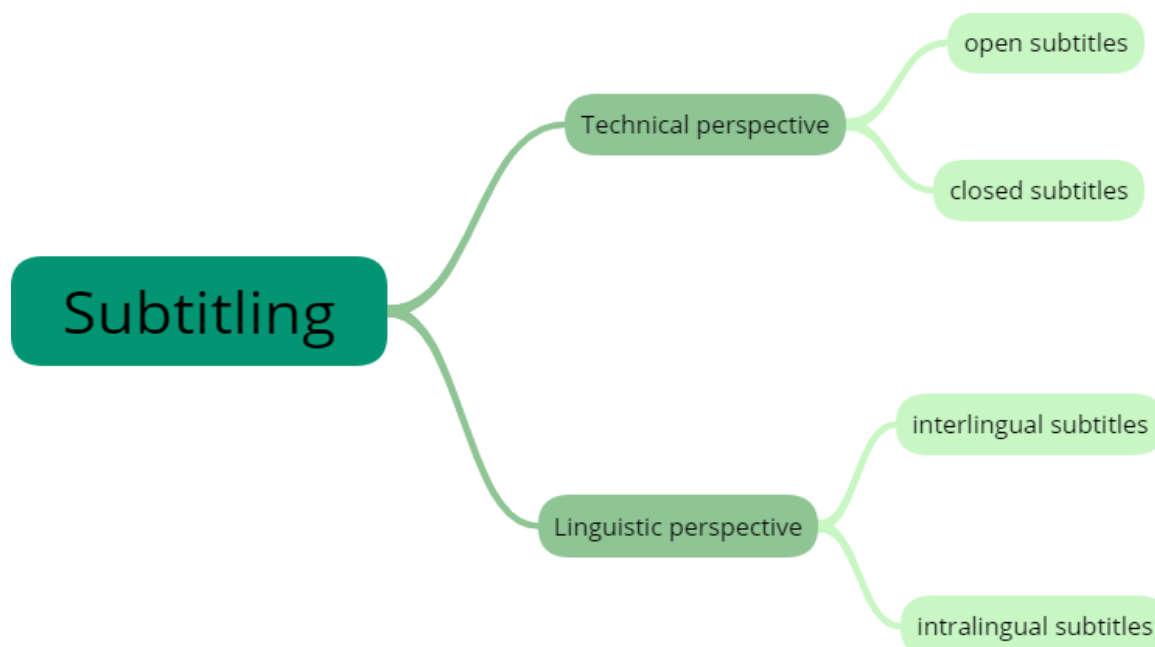 Subtitling
Technical perspective
open subtitles
closed subtitles
Linguistic perspective
interlingual subtitles
intralingual subtitles